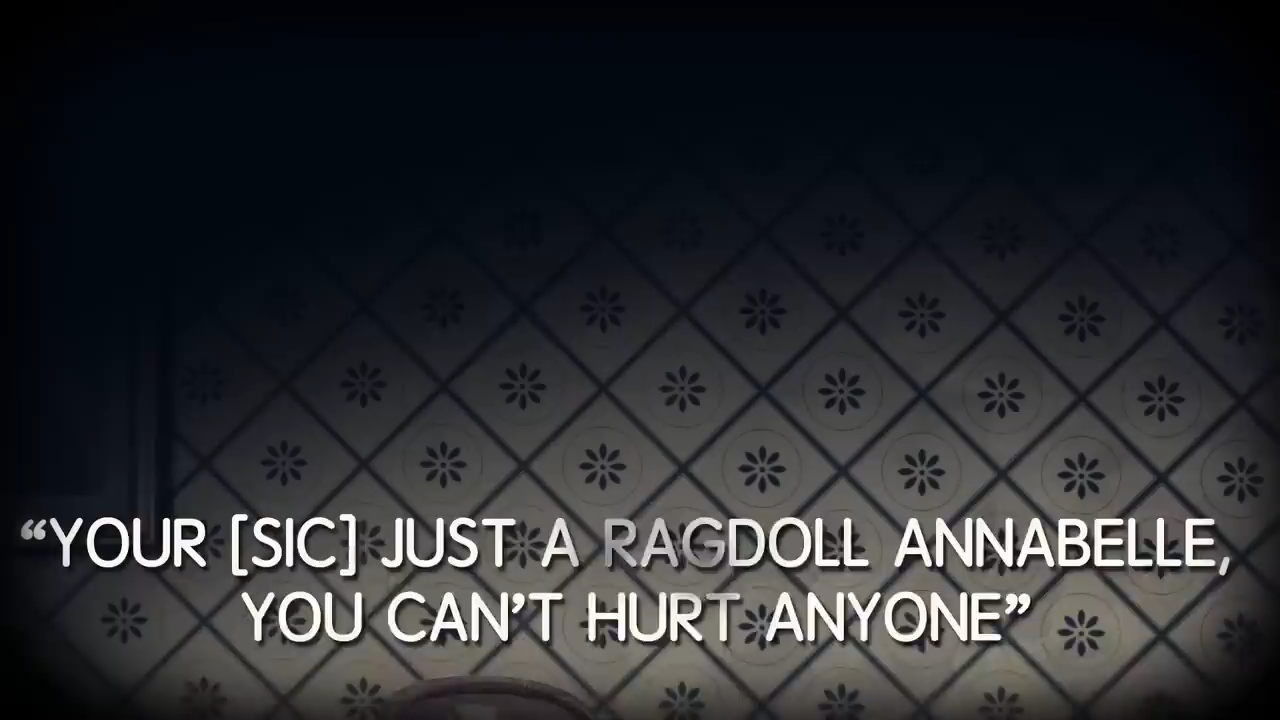 “YOUR [SIC] JUST A RAGDOLL ANNABELLE,
YOU CAN’T HURT ANYONE”